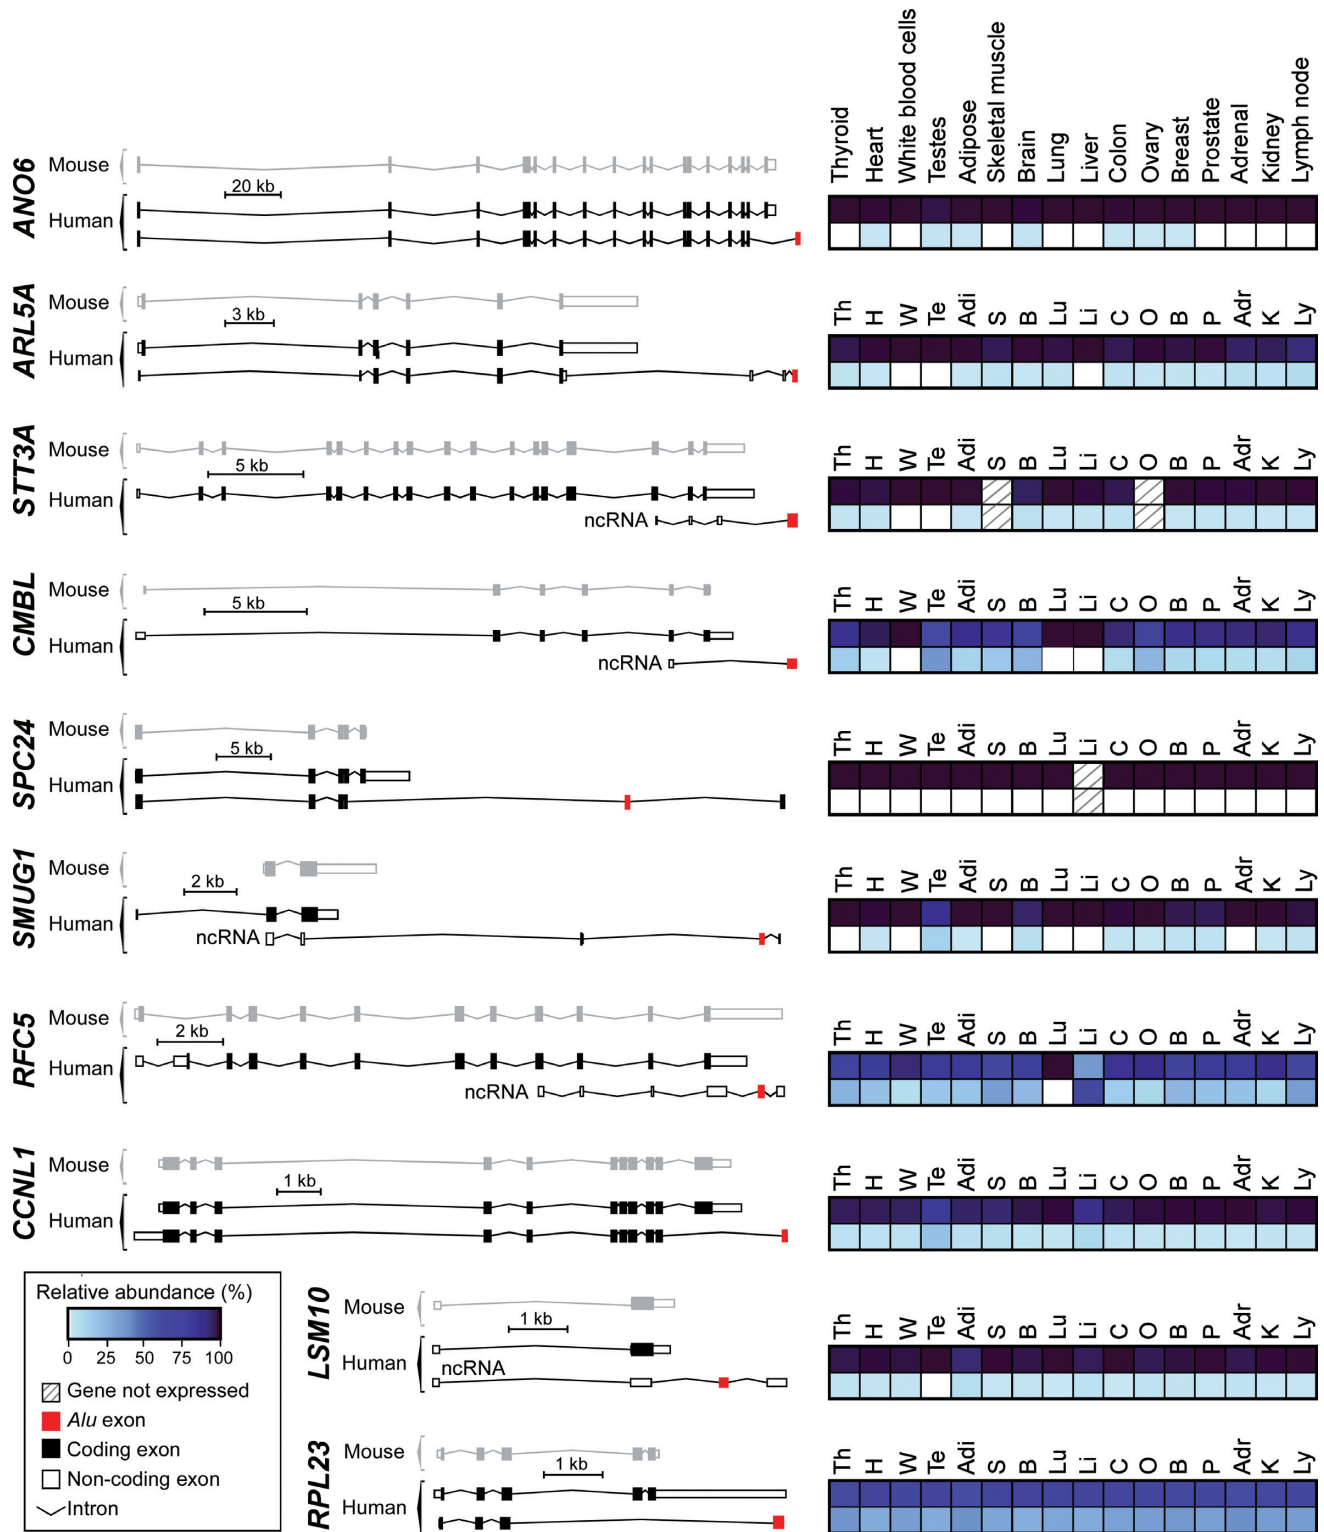 Thyroid
Heart
White blood cells
Testes
Adipose
Skeletal muscle
Brain
Lung
Liver
Colon
Ovary
Breast
Prostate
Adrenal
Kidney
Lymph node
ANO6
Mouse
20 kb
Human
ARL5A
Mouse
3 kb
Human
Th H W Te Adi S B Lu Li C O B P Adr K Ly
STT3A
Mouse
5 kb
Human
ncRNA
Th H W Te Adi S B Lu Li C O B P Adr K Ly
CMBL
Mouse
5 kb
Human
ncRNA
Th H W Te Adi S B Lu Li C O B P Adr K Ly
SPC24
Mouse
5 kb
Human
Th H W Te Adi S B Lu Li C O B P Adr K Ly
SMUG1
Mouse
2 kb
Human
ncRNA
Th H W Te Adi S B Lu Li C O B P Adr K Ly
RFC5
Mouse
2 kb
Human
ncRNA
Th H W Te Adi S B Lu Li C O B P Adr K Ly
CCNL1
Mouse
1 kb
Human
Th H W Te Adi S B Lu Li C O B P Adr K Ly
LSM10
Mouse
1 kb
Human
ncRNA
Th H W Te Adi S B Lu Li C O B P Adr K Ly
RPL23
Mouse
1 kb
Human
Th H W Te Adi S B Lu Li C O B P Adr K Ly
Relative abundance (%)
0 25 50 75 100
Gene not expressed
Alu exon
Coding exon
Non-coding exon
Intron